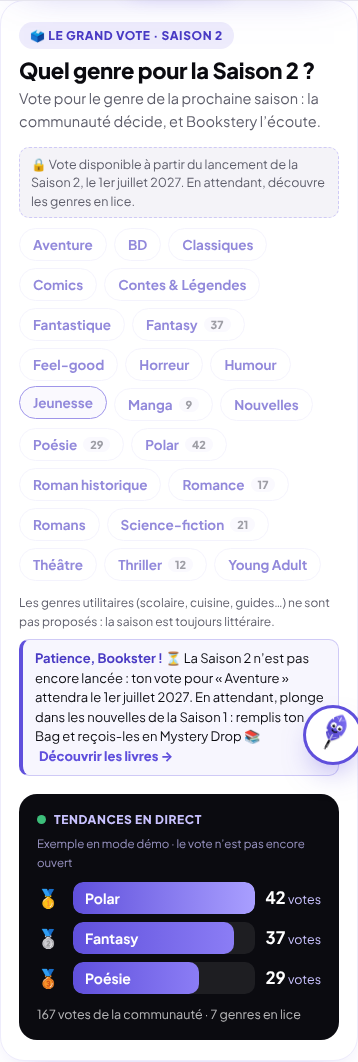 LE GRAND VOTE · SAISON 2
Quel genre pour la Saison 2 ?
Vote pour le genre de la prochaine saison : la
communauté décide, et Bookstery l’écoute.
🔒 Vote disponible à partir du lancement de la
Saison 2, le 1er juillet 2027. En attendant, découvre
les genres en lice.
Aventure BD Classiques
Comics Contes & Légendes
Fantastique Fantasy 37
Feel-good Horreur Humour
Jeunesse Manga 9 Nouvelles
Poésie 29 Polar 42
Roman historique Romance 17
Romans Science-fiction 21
Théâtre Thriller 12 Young Adult
Les genres utilitaires (scolaire, cuisine, guides…) ne sont
pas proposés : la saison est toujours littéraire.
Patience, Bookster ! ⏳ La Saison 2 n’est pas
encore lancée : ton vote pour « Aventure »
attendra le 1er juillet 2027. En attendant, plonge
dans les nouvelles de la Saison 1 : remplis ton
Bag et reçois-les en Mystery Drop 📚
Découvrir les livres →
TENDANCES EN DIRECT
Exemple en mode démo · le vote n’est pas encore
ouvert
🥇 Polar 42 votes
🥈 Fantasy 37 votes
🥉 Poésie 29 votes
167 votes de la communauté · 7 genres en lice